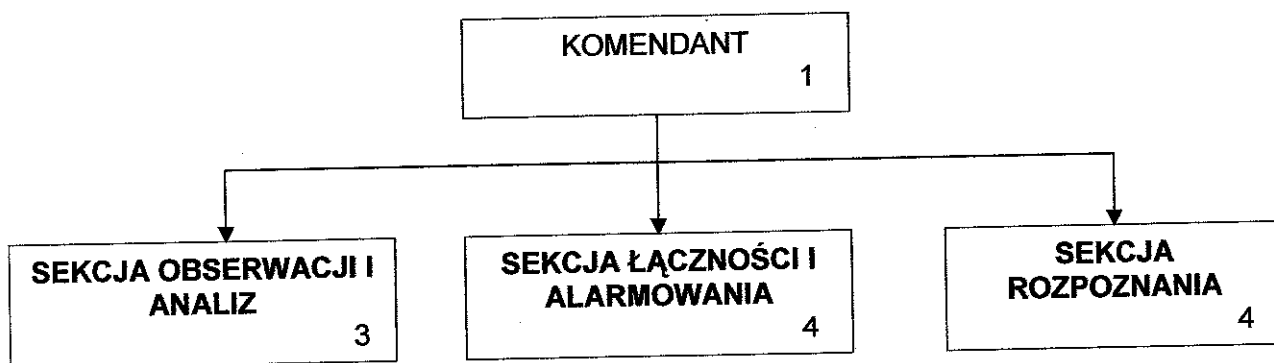 KOMENDANT
1
SEKCJA OBSERWACJI I
ANALIZ
3
SEKCJA ŁĄCZNOŚCI I
ALARMOWANIA
4
SEKCJA
ROZPOZNANIA
4